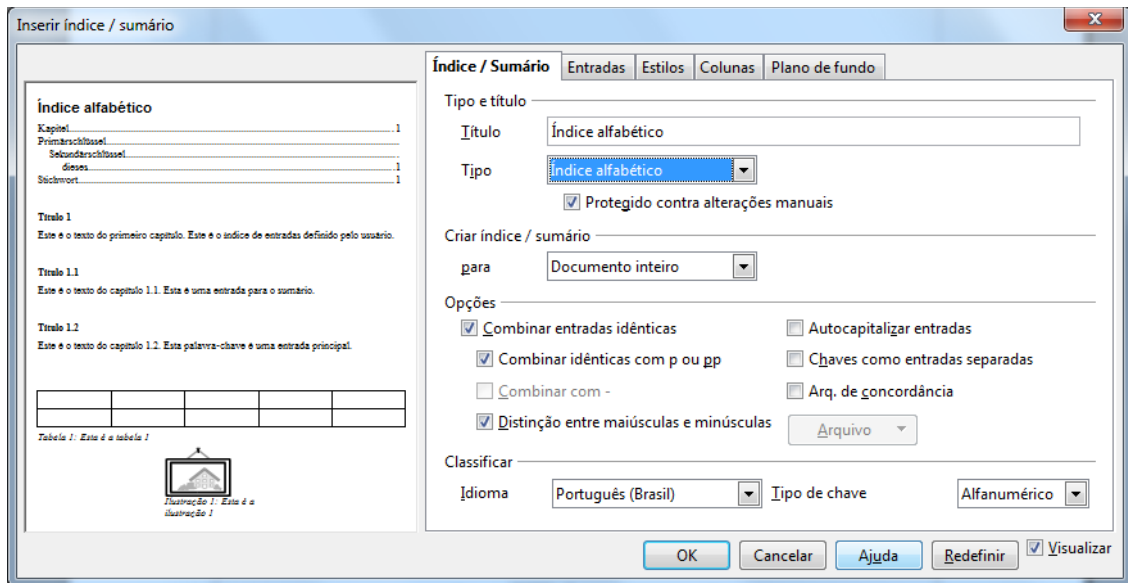 Inserir índice / sumário
Índice alfabético
Kapitel 1
Primärschlüssel
Sekundärschlüssel
dieses 1
Stichwort 1
Título 1
Este é o texto do primeiro capítulo. Este é o índice de entradas definido pelo usuário.
Título 1.1
Este é o texto do capítulo 1.1. Esta é uma entrada para o sumário.
Título 1.2
Este é o texto do capítulo 1.2. Esta palavra-chave é uma entrada principal.
Tabela 1: Esta é a tabela 1
Ilustração 1: Esta é a
ilustração 1
Índice / Sumário Entradas Estilos Colunas Plano de fundo
Tipo e título
Título Índice alfabético
Tipo Índice alfabético
Protegido contra alterações manuais
Criar índice / sumário
para Documento inteiro
Opções
Combinar entradas idênticas Autocapitalizar entradas
Combinar idênticas com p ou pp Chaves como entradas separadas
Combinar com - Arq. de concordância
Distinção entre maiúsculas e minúsculas Arquivo
Classificar
Idioma Português (Brasil) Tipo de chave Alfanumérico
OK Cancelar Ajuda Redefinir Visualizar